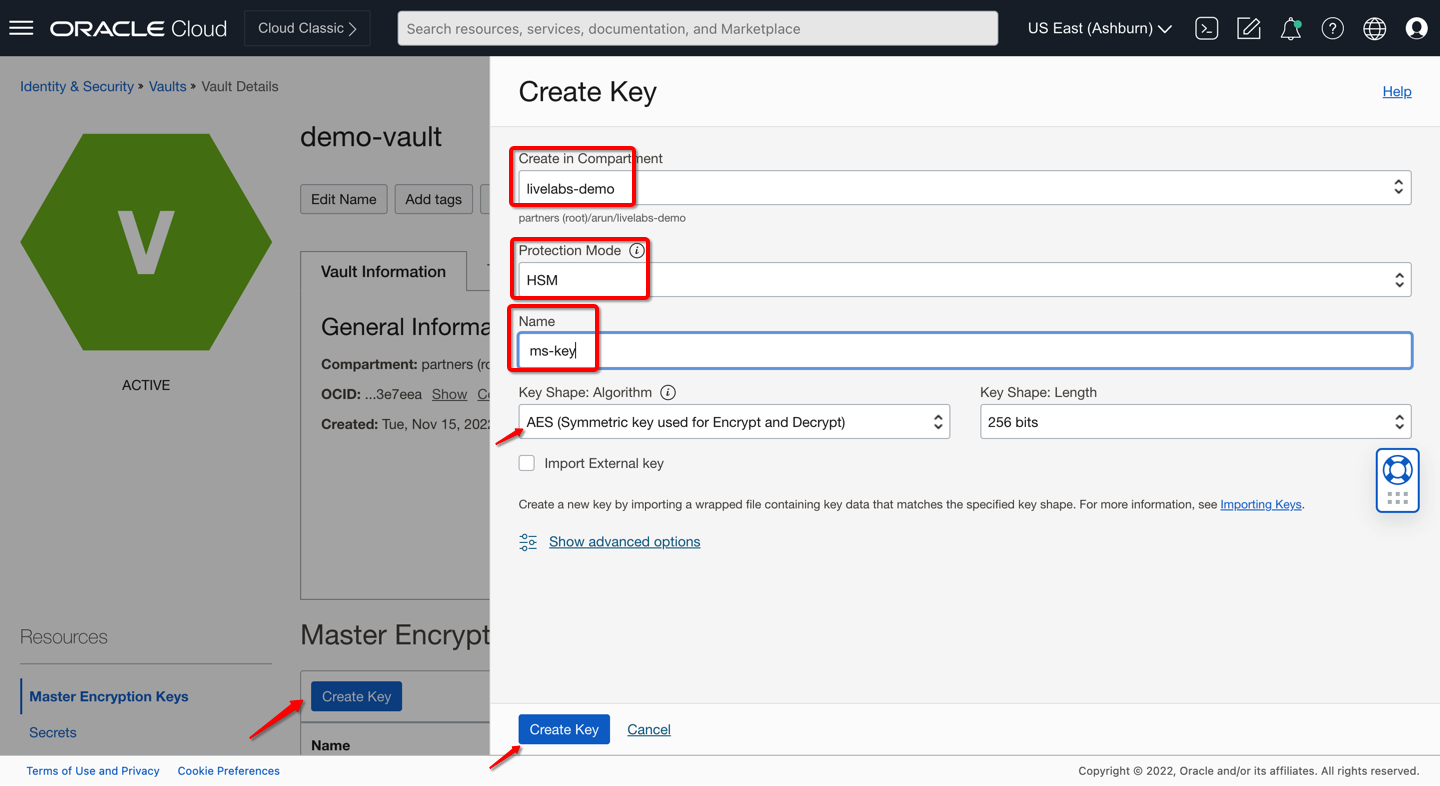 ORACLE Cloud
Cloud Classic
Search resources, services, documentation, and Marketplace
US East (Ashburn)
Identity & Security » Vaults » Vault Details
V
ACTIVE
demo-vault
Edit Name
Add tags
Vault Information
General Informa
Compartment: partners (ro
OCID: ...3e7eea Show Co
Created: Tue, Nov 15, 2022
Resources
Master Encryption Keys
Secrets
Master Encrypt
Create Key
Name
Create Key
Help
Create in Compartment
livelabs-demo
partners (root)/arun/livelabs-demo
Protection Mode
HSM
Name
ms-key
Key Shape: Algorithm
AES (Symmetric key used for Encrypt and Decrypt)
Key Shape: Length
256 bits
Import External key
Create a new key by importing a wrapped file containing key data that matches the specified key shape. For more information, see Importing Keys.
Show advanced options
Create Key
Cancel
Terms of Use and Privacy
Cookie Preferences
Copyright © 2022, Oracle and/or its affiliates. All rights reserved.